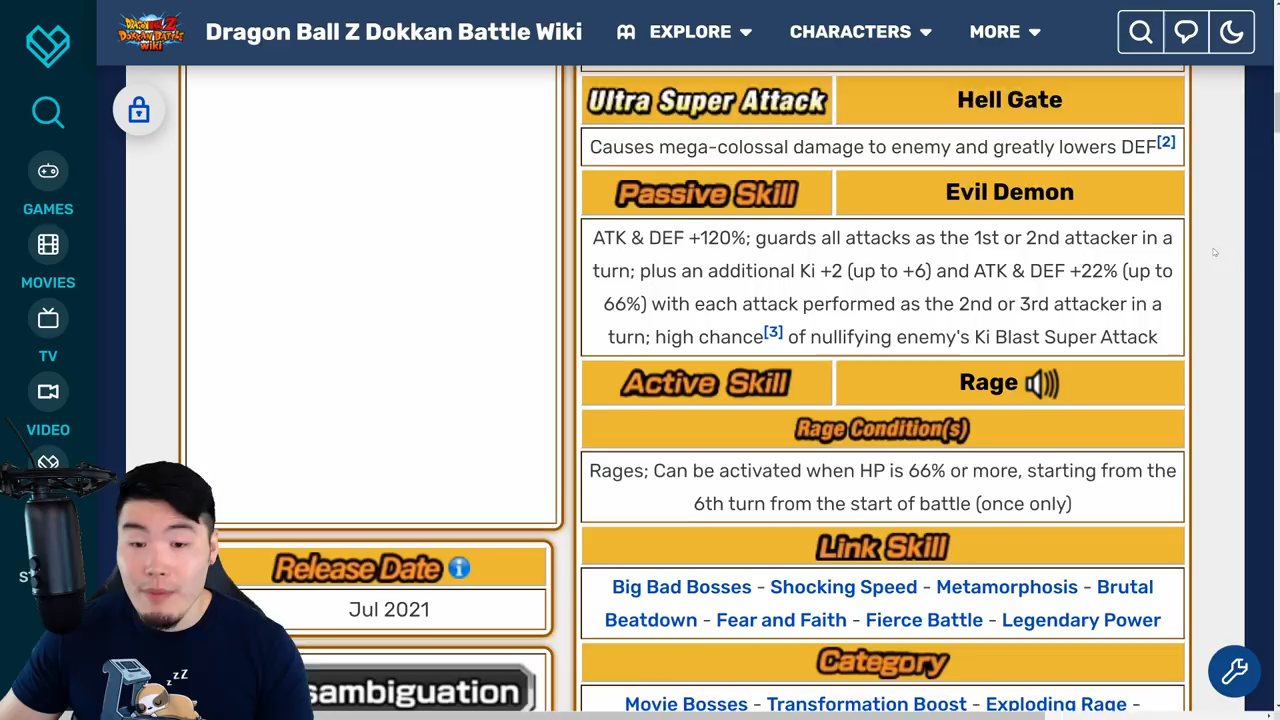 DRAGON BALL Z DOKKAN BATTLE WIKI
Dragon Ball Z Dokkan Battle Wiki
EXPLORE
CHARACTERS
MORE
GAMES
MOVIES
TV
VIDEO
Ultra Super Attack
Hell Gate
Causes mega-colossal damage to enemy and greatly lowers DEF[2]
Passive Skill
Evil Demon
ATK & DEF +120%; guards all attacks as the 1st or 2nd attacker in a
turn; plus an additional Ki +2 (up to +6) and ATK & DEF +22% (up to
66%) with each attack performed as the 2nd or 3rd attacker in a
turn; high chance[3] of nullifying enemy's Ki Blast Super Attack
Active Skill
Rage
Rage Condition(s)
Rages; Can be activated when HP is 66% or more, starting from the
6th turn from the start of battle (once only)
Link Skill
Big Bad Bosses - Shocking Speed - Metamorphosis - Brutal
Beatdown - Fear and Faith - Fierce Battle - Legendary Power
Category
Movie Bosses - Transformation Boost - Exploding Rage -
Release Date
Jul 2021
sambiguation
zzZ